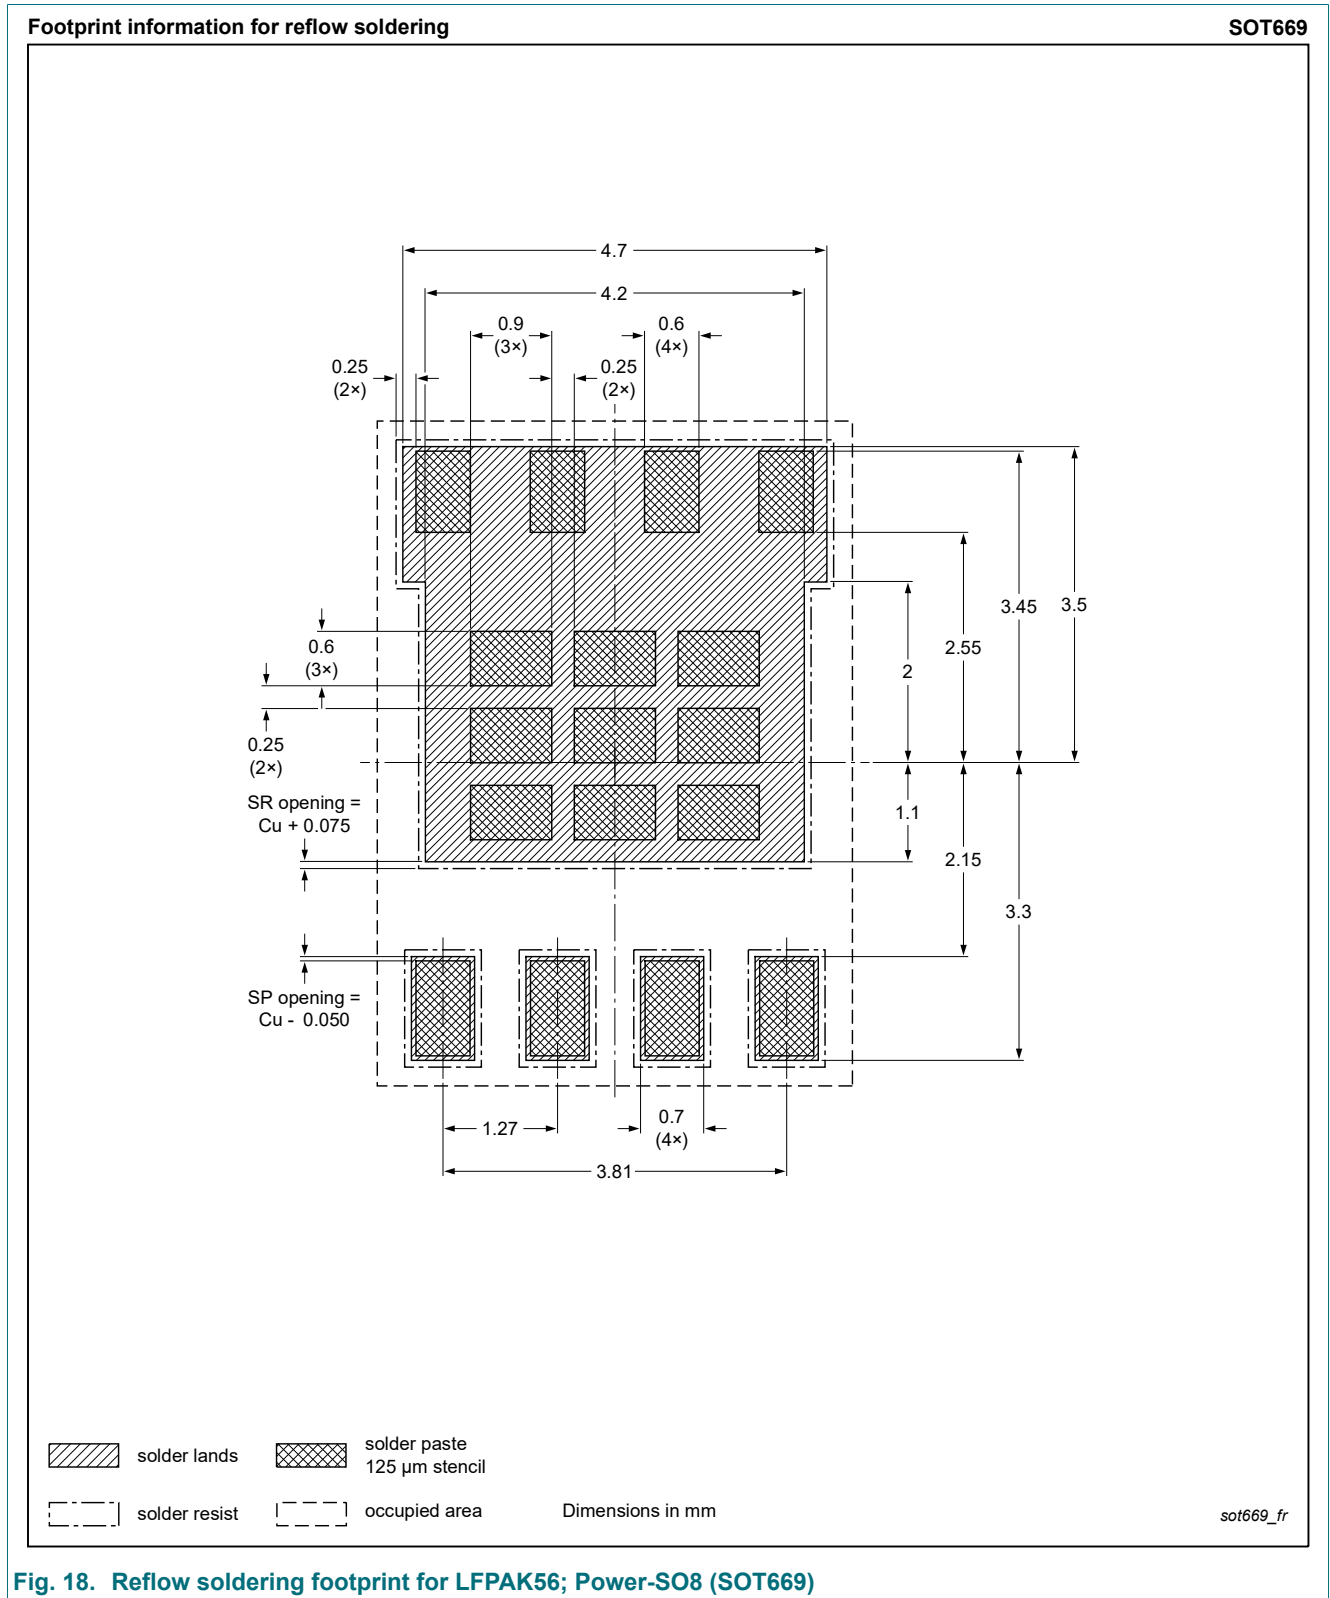 Footprint information for reflow soldering
SOT669
4.7
4.2
0.9
(3×)
0.6
(4×)
0.25
(2×)
0.25
(2×)
3.45
3.5
2.55
2
0.6
(3×)
0.25
(2×)
SR opening =
Cu + 0.075
1.1
2.15
3.3
SP opening =
Cu - 0.050
1.27
0.7
(4×)
3.81
solder lands
solder paste
125 µm stencil
solder resist
occupied area
Dimensions in mm
sot669_fr
Fig. 18. Reflow soldering footprint for LFPAK56; Power-SO8 (SOT669)